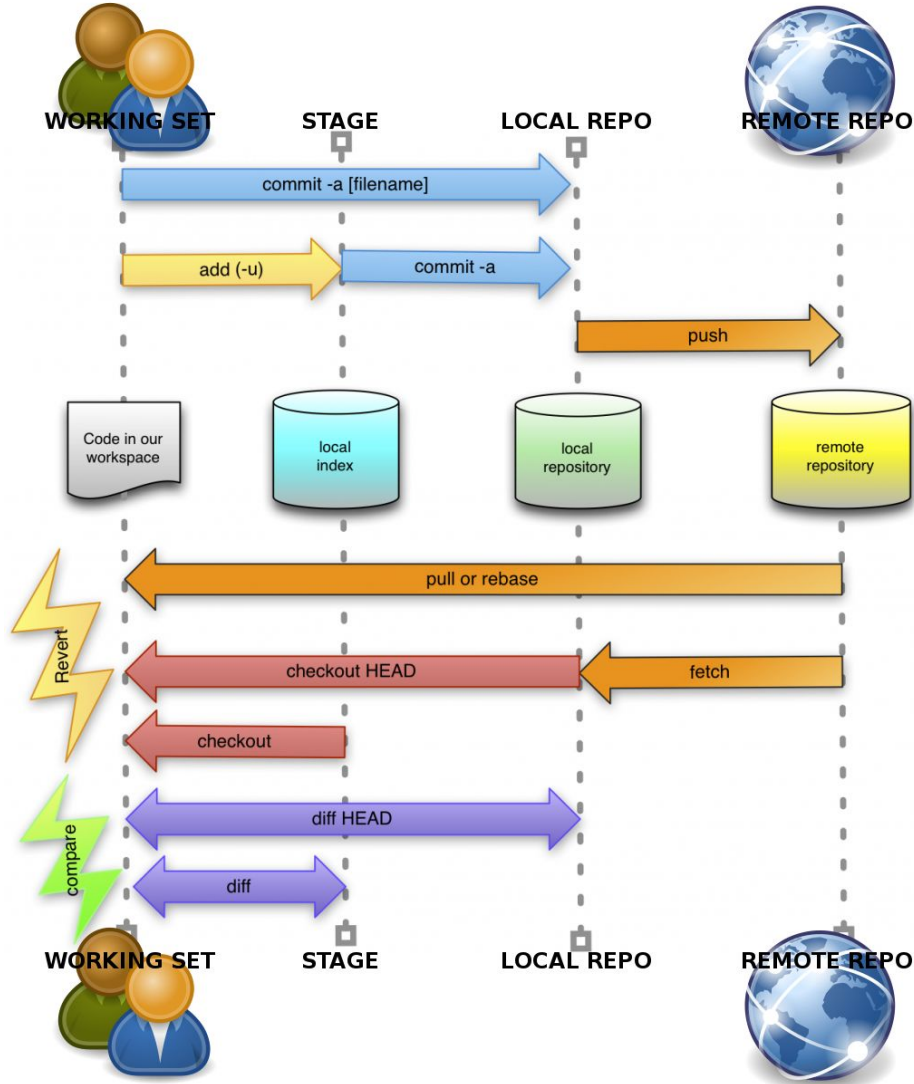 WORKING SET
STAGE
LOCAL REPO
REMOTE REPO
commit -a [filename]
add (-u)
commit -a
push
Code in our
workspace
local
index
local
repository
remote
repository
pull or rebase
Revert
checkout HEAD
fetch
checkout
diff HEAD
compare
diff
WORKING SET
STAGE
LOCAL REPO
REMOTE REPO